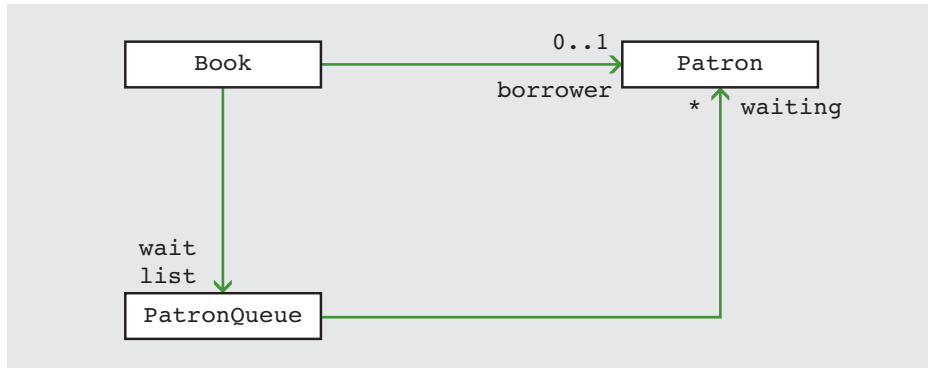 0..1
Book
Patron
borrower
* waiting
wait
list
PatronQueue